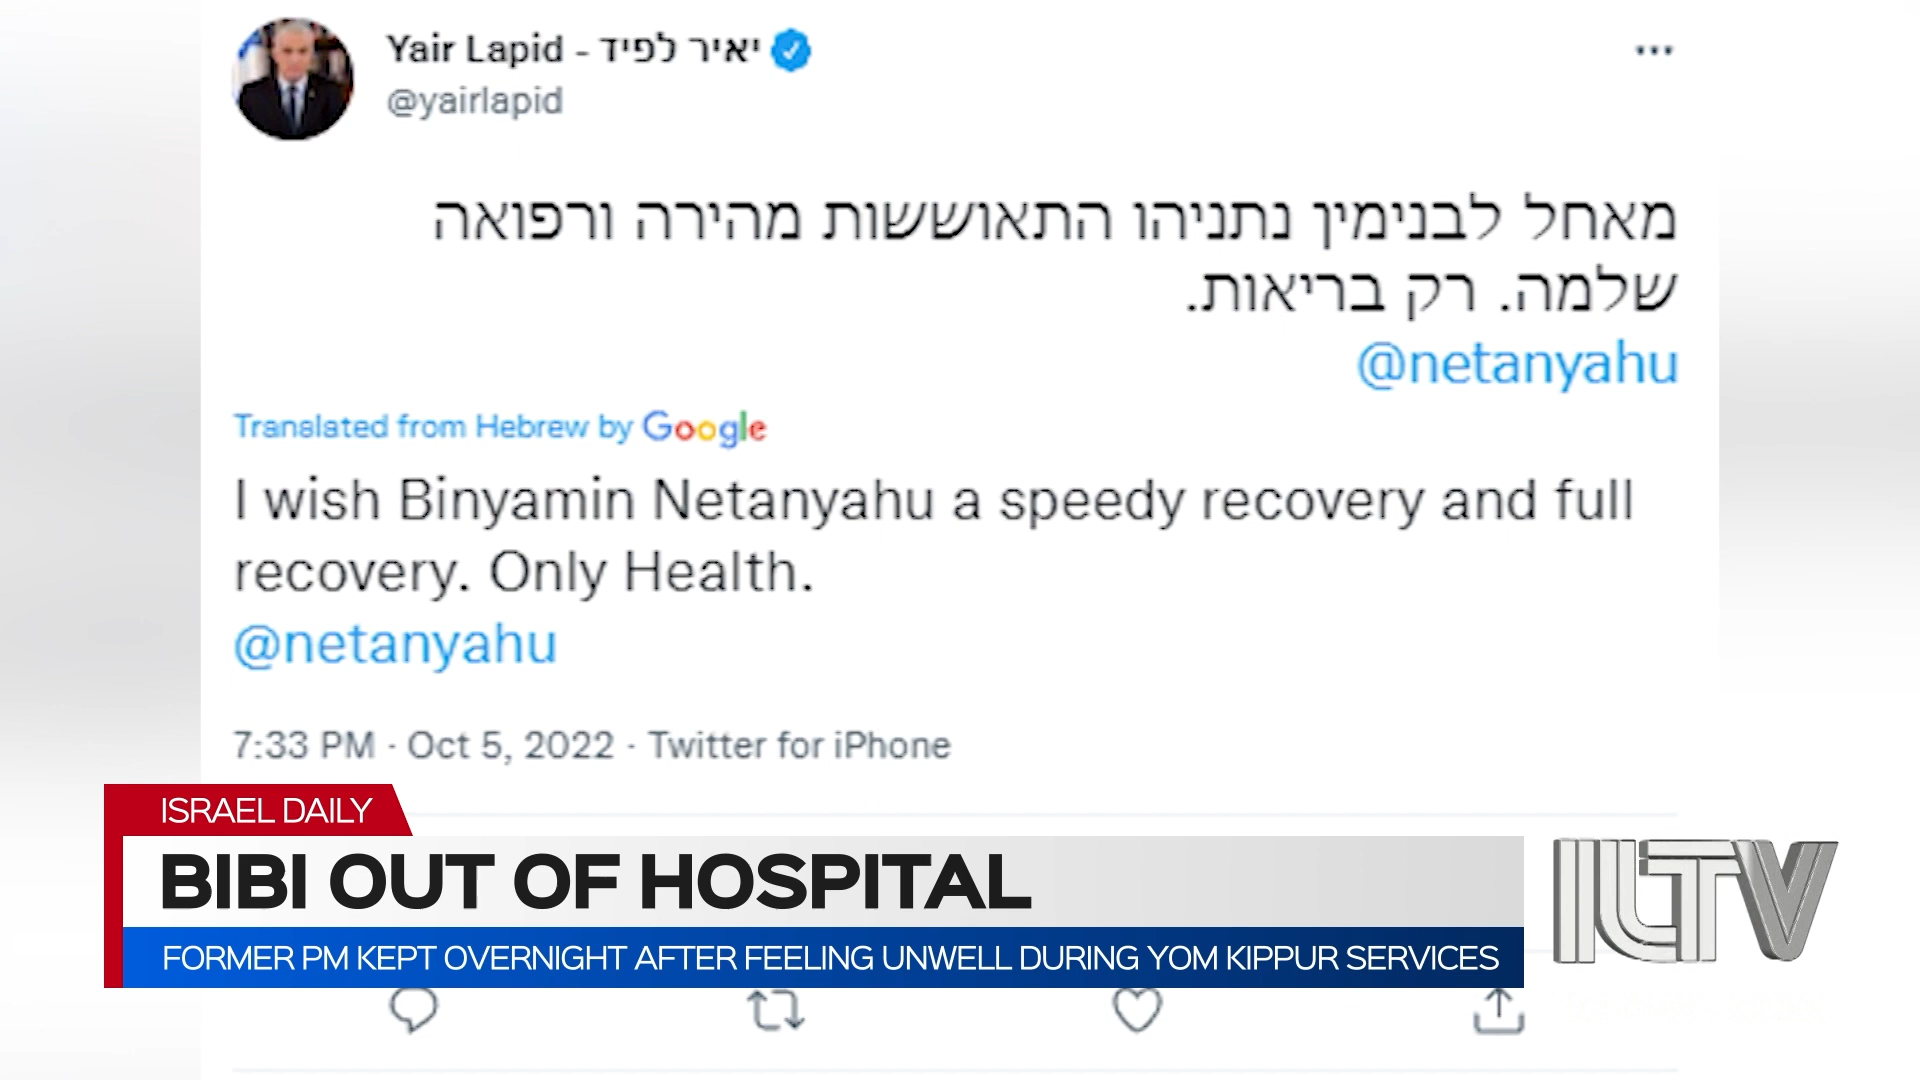 Yair Lapid - יאיר לפיד
@yairlapid
מאחל לבנימין נתניהו התאוששות מהירה ורפואה
שלמה. רק בריאות.
@netanyahu
Translated from Hebrew by Google
I wish Binyamin Netanyahu a speedy recovery and full
recovery. Only Health.
@netanyahu
7:33 PM · Oct 5, 2022 · Twitter for iPhone
ISRAEL DAILY
BIBI OUT OF HOSPITAL
FORMER PM KEPT OVERNIGHT AFTER FEELING UNWELL DURING YOM KIPPUR SERVICES
ILTV